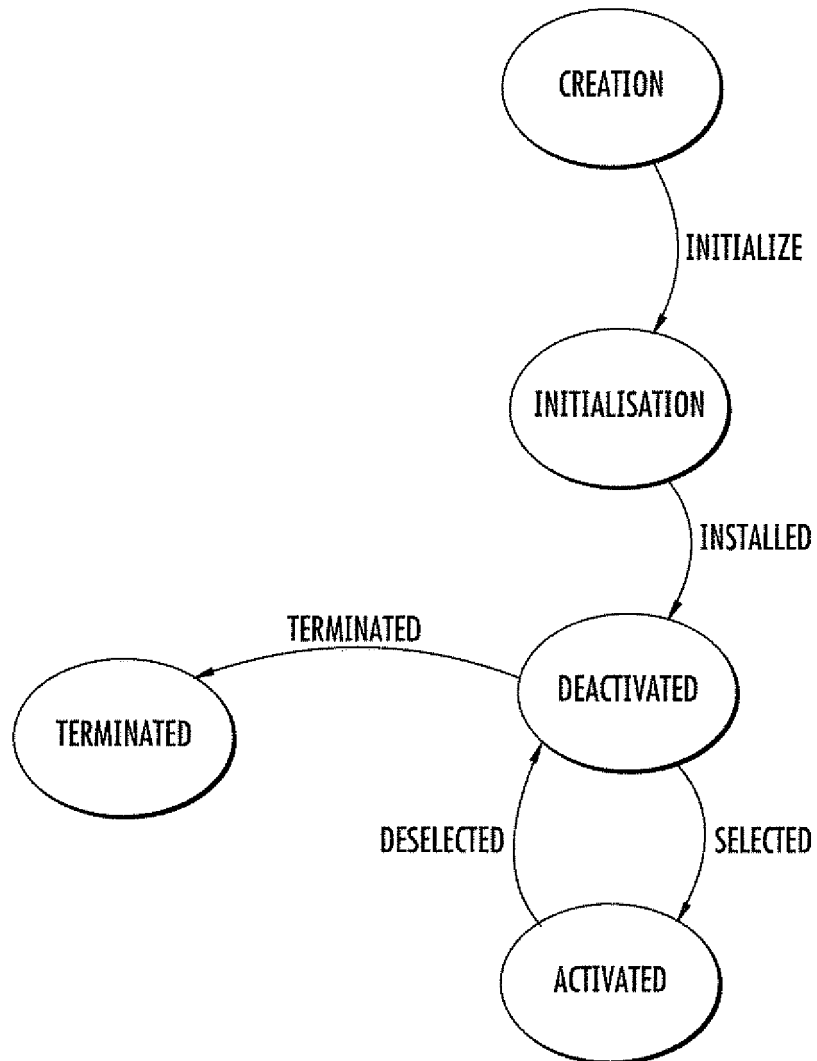 CREATION
INITIALIZE
INITIALISATION
INSTALLED
TERMINATED
DEACTIVATED
TERMINATED
DESELECTED
SELECTED
ACTIVATED